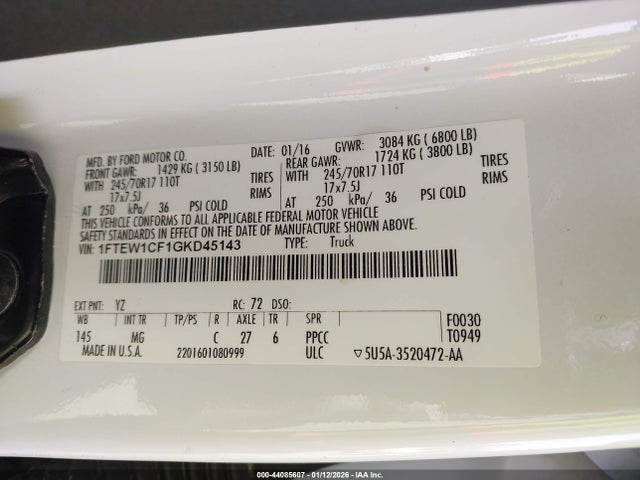 MFD. BY FORD MOTOR CO. DATE: 01/16 GVWR: 3084 KG ( 6800 LB)
FRONT GAWR: 1429 KG ( 3150 LB) REAR GAWR: 1724 KG ( 3800 LB)
WITH 245/70R17 110T TIRES WITH 245/70R17 110T TIRES
17x7.5J RIMS 17x7.5J RIMS
AT 250 kPa/ 36 PSI COLD AT 250 kPa/ 36 PSI COLD
THIS VEHICLE CONFORMS TO ALL APPLICABLE FEDERAL MOTOR VEHICLE
SAFETY STANDARDS IN EFFECT ON THE DATE OF MANUFACTURE SHOWN ABOVE.
VIN: 1FTEW1CF1GKD45143 TYPE: Truck
EXT PNT: YZ RC: 72 DSO:
WB INT TR TP/PS R AXLE TR SPR F0030
145 MG C 27 6 PPCC T0949
MADE IN U.S.A. 2201601080999 ULC ▽5U5A-3520472-AA
000-44085607 - 01/12/2026 - IAA Inc.